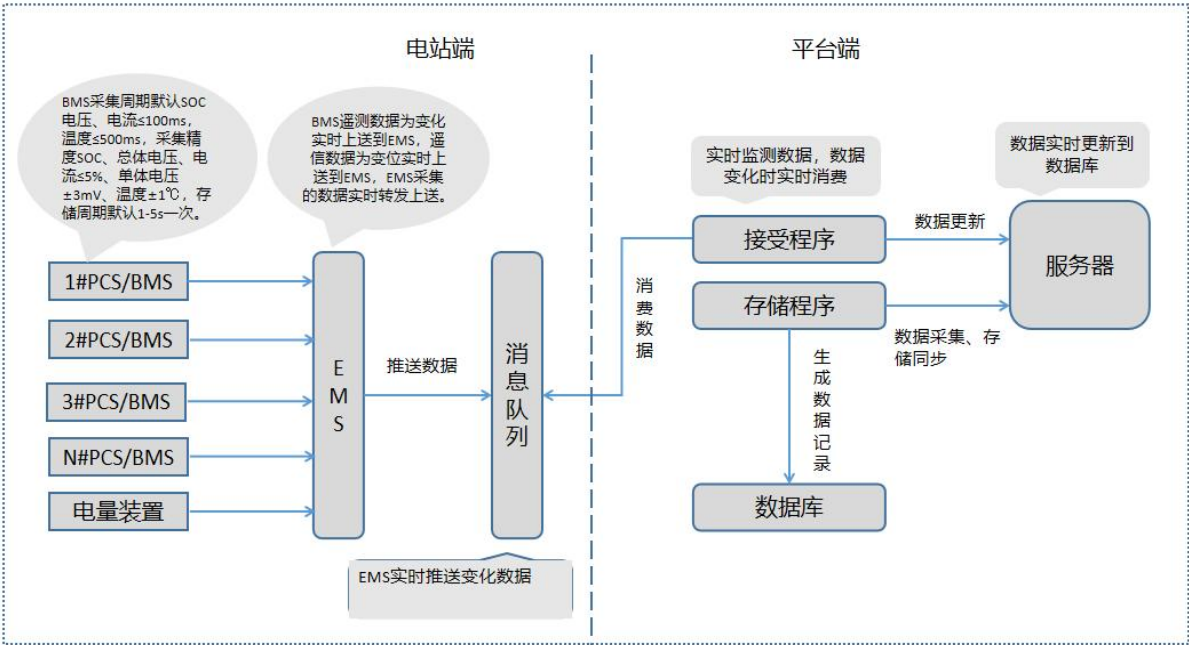 电站端
平台端
BMS采集周期默认SOC
电压、电流≤100ms，
温度≤500ms，采集精
度SOC、总体电压、电
流≤5%、单体电压
±3mV、温度±1℃，存
储周期默认1-5s一次。
BMS遥测数据为变化
实时上送到EMS，遥
信数据为变位实时上
送到EMS，EMS采集
的数据实时转发上送。
实时监测数据，数据
变化时实时消费
数据实时更新到
数据库
1#PCS/BMS
2#PCS/BMS
3#PCS/BMS
N#PCS/BMS
电量装置
EMS
推送数据
消息队列
EMS实时推送变化数据
消费数据
接受程序
数据更新
存储程序
数据采集、存
储同步
服务器
生成数据记录
数据库